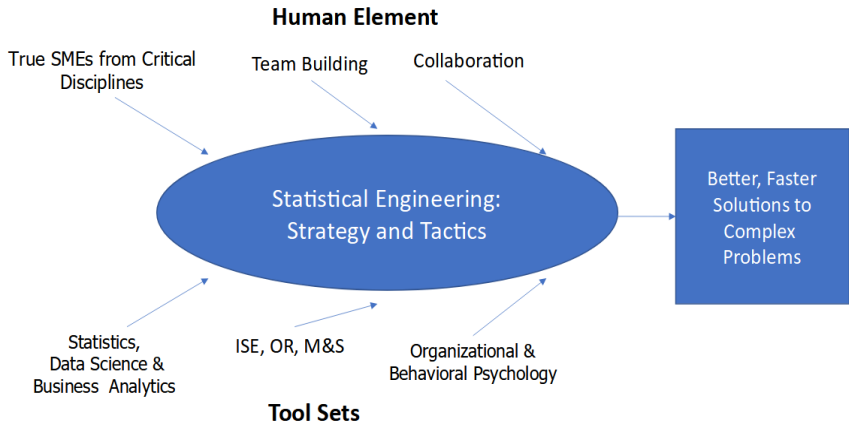 Human Element
True SMEs from Critical
Disciplines
Team Building
Collaboration
Statistical Engineering:
Strategy and Tactics
Better, Faster
Solutions to
Complex
Problems
Statistics,
Data Science &
Business Analytics
ISE, OR, M&S
Organizational &
Behavioral Psychology
Tool Sets